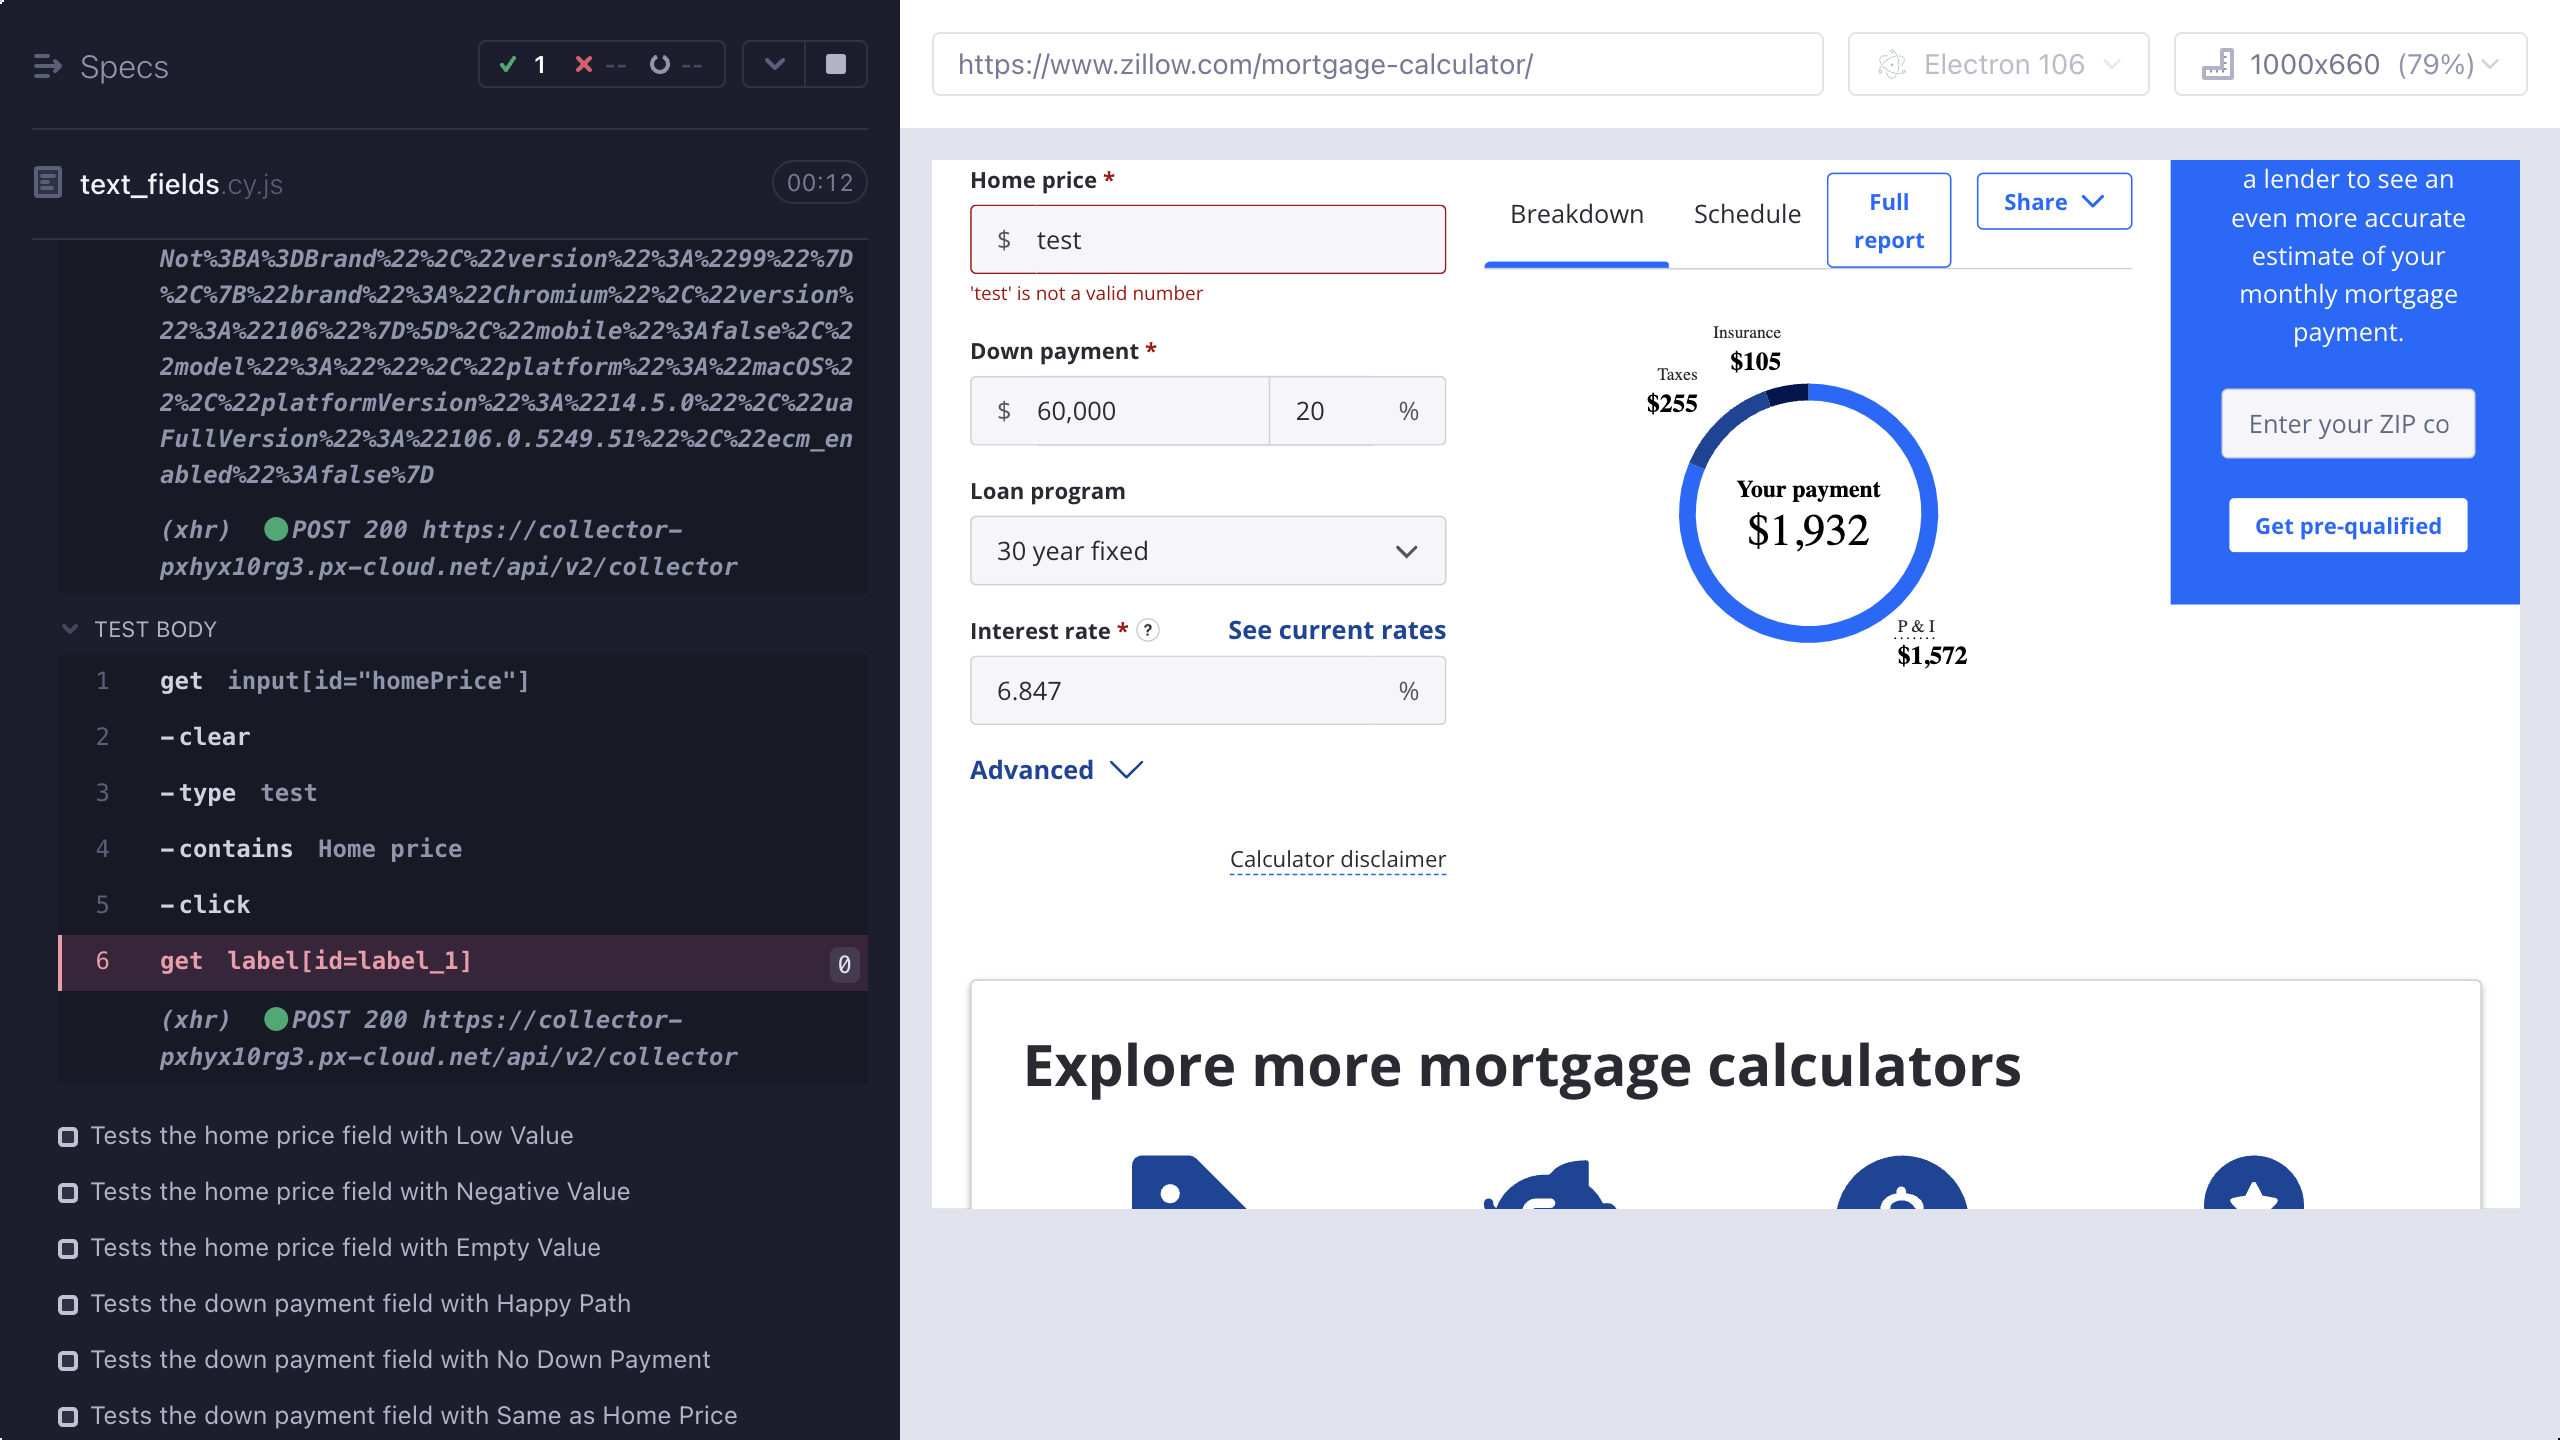 Specs
1 -- --
text_fields.cy.js 00:12
Not%3BA%3DBrand%22%2C%22version%22%3A%2299%22%7D
%2C%7B%22brand%22%3A%22Chromium%22%2C%22version%
22%3A%22106%22%7D%5D%2C%22mobile%22%3Afalse%2C%2
2model%22%3A%22%22%2C%22platform%22%3A%22macOS%2
2%2C%22platformVersion%22%3A%2214.5.0%22%2C%22ua
FullVersion%22%3A%22106.0.5249.51%22%2C%22ecm_en
abled%22%3Afalse%7D
(xhr) POST 200 https://collector-
pxhyx10rg3.px-cloud.net/api/v2/collector
TEST BODY
1 get input[id="homePrice"]
2 -clear
3 -type test
4 -contains Home price
5 -click
6 get label[id=label_1] 0
(xhr) POST 200 https://collector-
pxhyx10rg3.px-cloud.net/api/v2/collector
Tests the home price field with Low Value
Tests the home price field with Negative Value
Tests the home price field with Empty Value
Tests the down payment field with Happy Path
Tests the down payment field with No Down Payment
Tests the down payment field with Same as Home Price
https://www.zillow.com/mortgage-calculator/
Electron 106
1000x660 (79%)
Home price *
$ test
'test' is not a valid number
Down payment *
$ 60,000 20 %
Loan program
30 year fixed
Interest rate * ? See current rates
6.847 %
Advanced
Calculator disclaimer
Breakdown
Schedule
Full
report
Share
Insurance
$105
Taxes
$255
Your payment
$1,932
P & I
$1,572
a lender to see an
even more accurate
estimate of your
monthly mortgage
payment.
Enter your ZIP co
Get pre-qualified
Explore more mortgage calculators